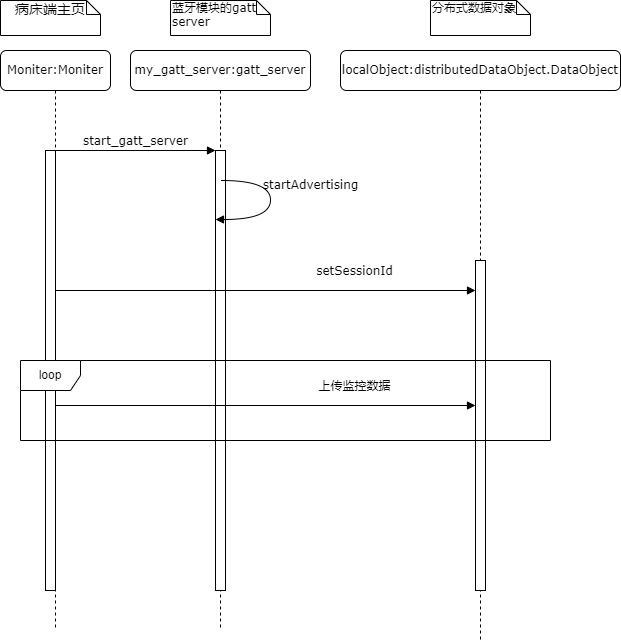 病床端主页
蓝牙模块的gatt
server
分布式数据对象
Moniter:Moniter
my_gatt_server:gatt_server
localObject:distributedDataObject.DataObject
start_gatt_server
startAdvertising
setSessionId
loop
上传监控数据